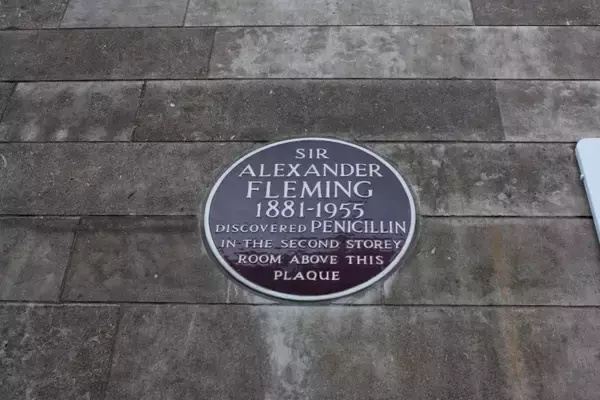 SIR
ALEXANDER
FLEMING
1881-1955
DISCOVERED PENICILLIN
IN THE SECOND STOREY
ROOM ABOVE THIS
PLAQUE